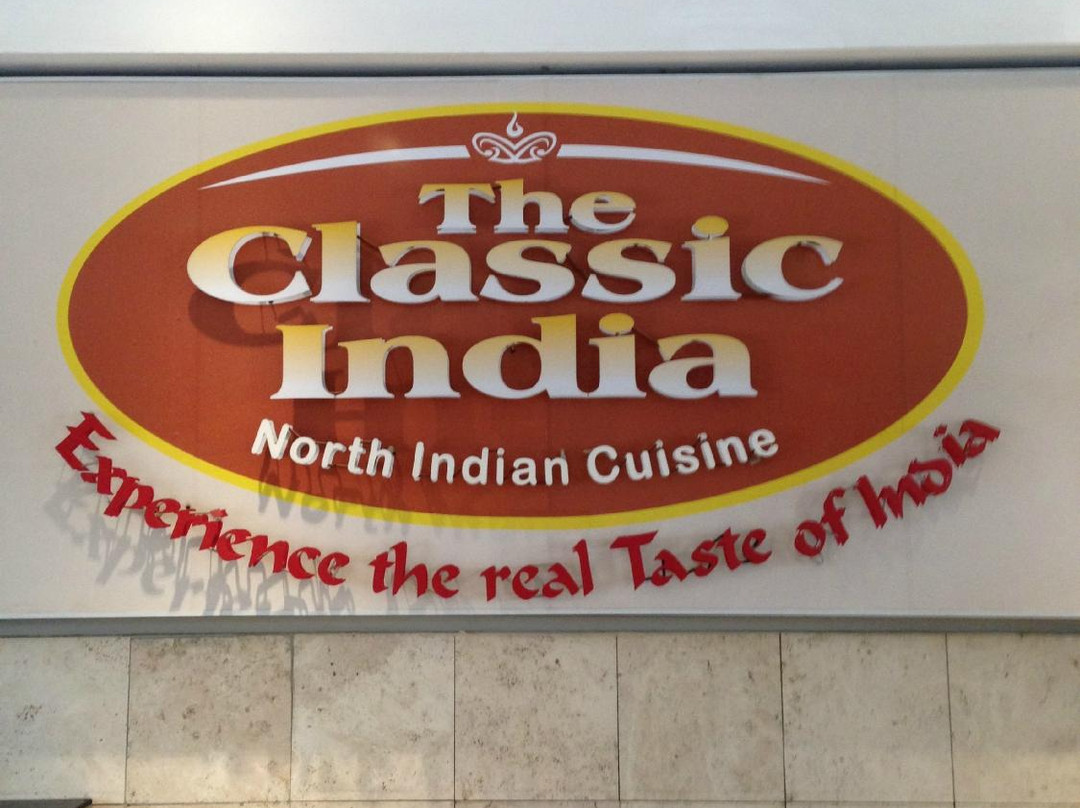 The
Classic
India
North Indian Cuisine
Experience the real Taste of India